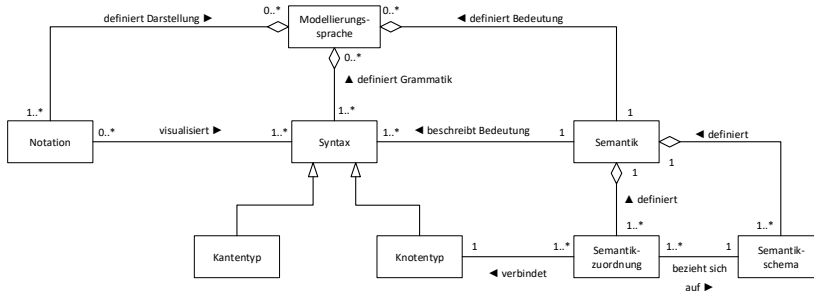 definiert Darstellung ►
0..*
Modellierungs-
sprache
0..*
◄ definiert Bedeutung
0..*
▲ definiert Grammatik
1..*
1..*
1
Notation
0..*
visualisiert ►
1..*
Syntax
1..*
◄ beschreibt Bedeutung
1
Semantik
◄ definiert
1
1
▲ definiert
1..*
1..*
Kantentyp
Knotentyp
1
1..*
◄ verbindet
Semantik-
zuordnung
1..*
1
bezieht sich
auf ►
Semantik-
schema